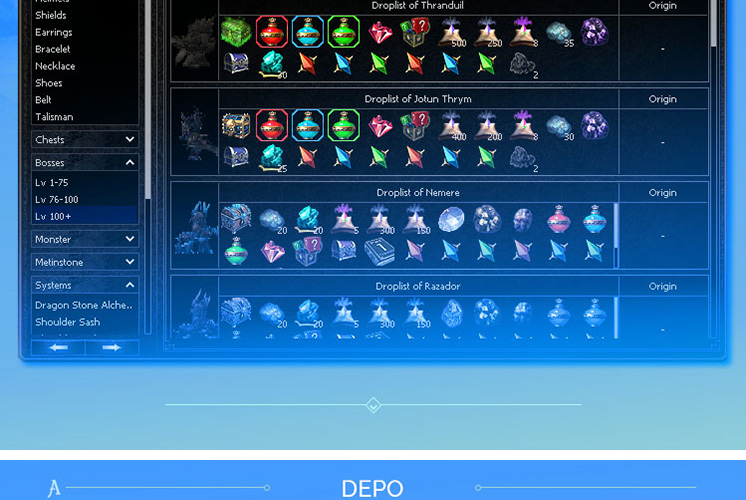 Helmets
Shields
Earrings
Bracelet
Necklace
Shoes
Belt
Talisman
Chests
Bosses
Lv 1-75
Lv 76-100
Lv 100+
Monster
Metinstone
Systems
Dragon Stone Alche..
Shoulder Sash
Droplist of Thranduil
Origin
500
250
8
35
-
30
2
Droplist of Jotun Thrym
Origin
400
200
8
30
-
25
2
Droplist of Nemere
Origin
20
20
5
300
150
-
Droplist of Razador
Origin
20
20
5
300
150
-
A
DEPO